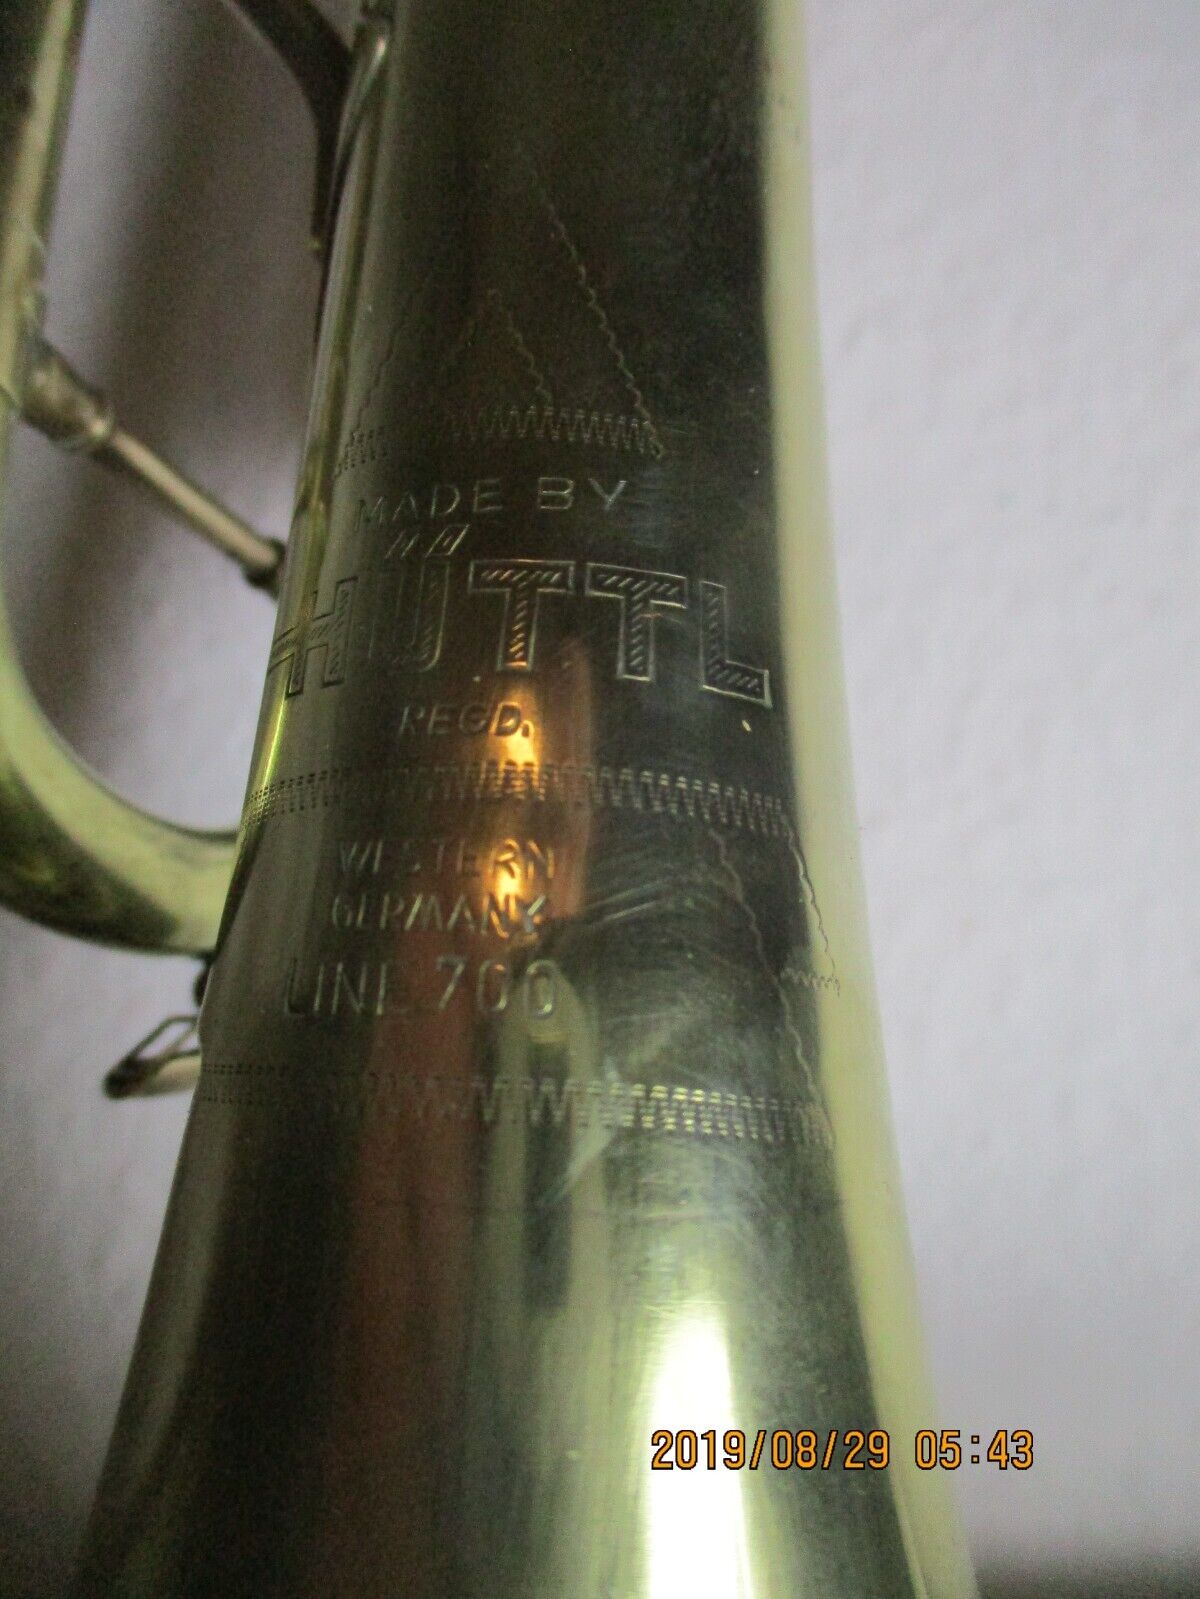 MADE BY
HÜTTL
REGD.
WESTERN
GERMANY
LINE 700
2019/08/29 05:43